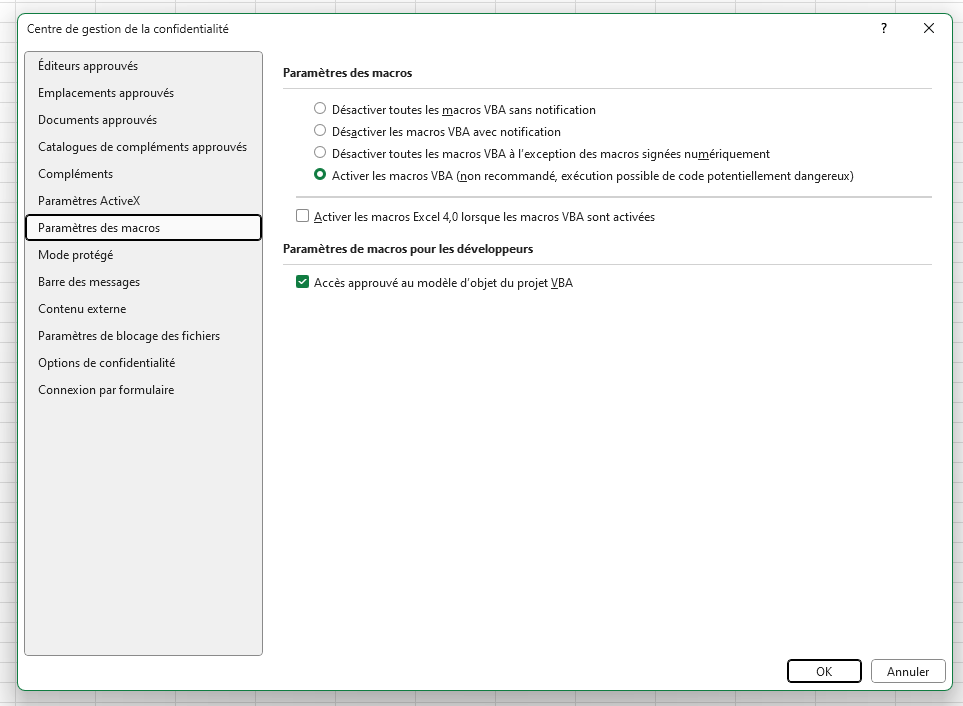 Centre de gestion de la confidentialité
?
Éditeurs approuvés
Emplacements approuvés
Documents approuvés
Catalogues de compléments approuvés
Compléments
Paramètres ActiveX
Paramètres des macros
Mode protégé
Barre des messages
Contenu externe
Paramètres de blocage des fichiers
Options de confidentialité
Connexion par formulaire
Paramètres des macros
Désactiver toutes les macros VBA sans notification
Désactiver les macros VBA avec notification
Désactiver toutes les macros VBA à l'exception des macros signées numériquement
Activer les macros VBA (non recommandé, exécution possible de code potentiellement dangereux)
Activer les macros Excel 4,0 lorsque les macros VBA sont activées
Paramètres de macros pour les développeurs
Accès approuvé au modèle d'objet du projet VBA
OK
Annuler